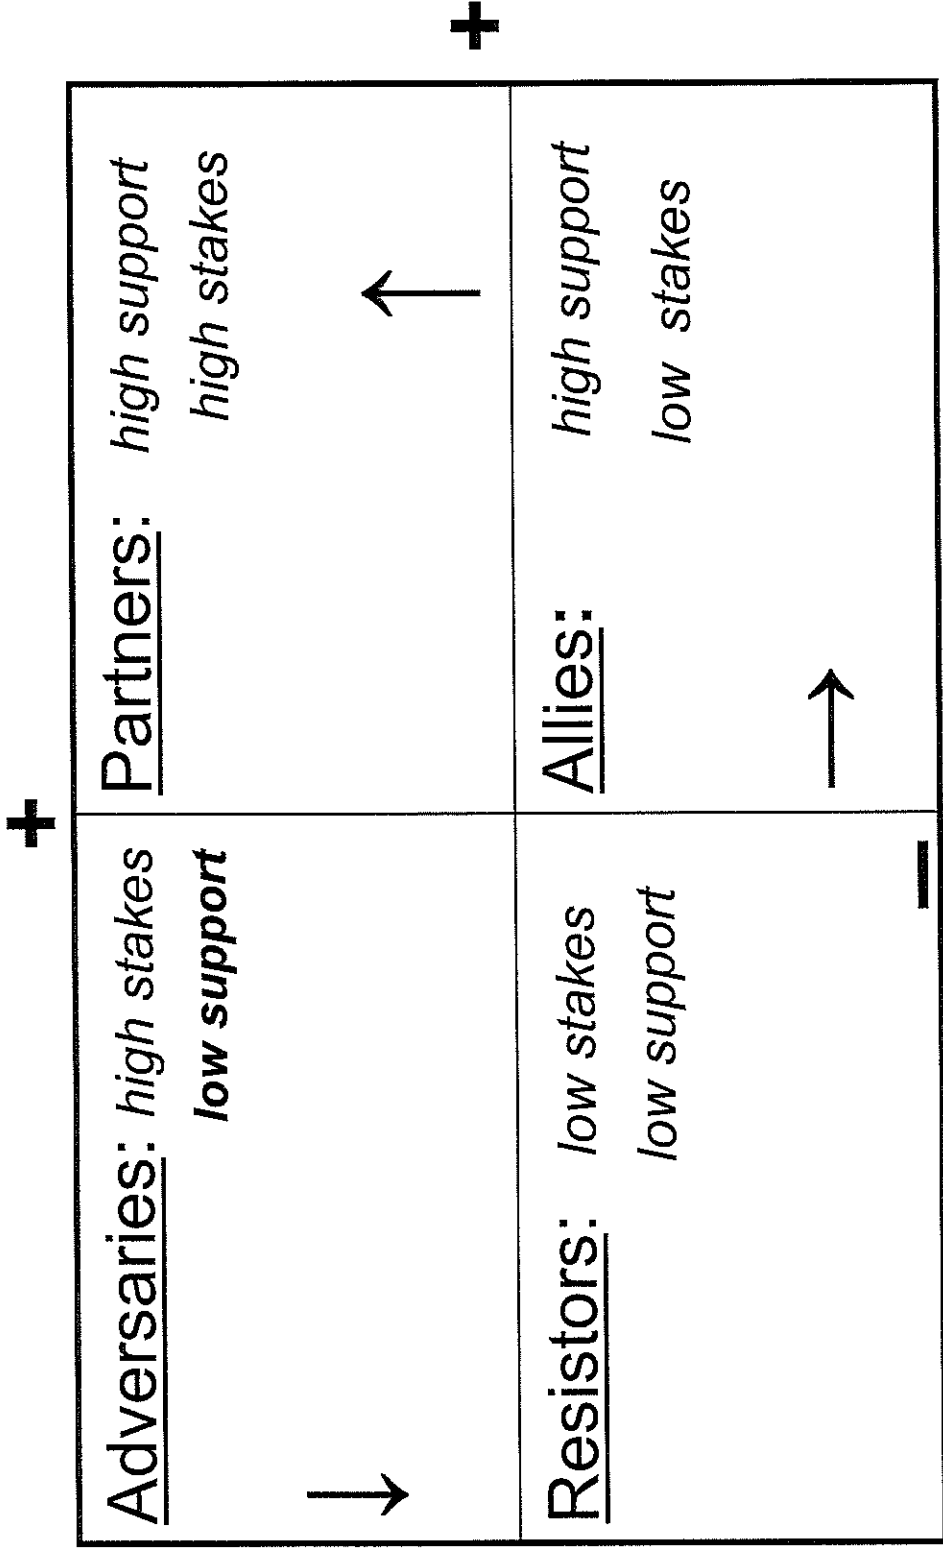 +
Adversaries: high stakes
low support
Partners: high support
high stakes
+
Resistors: low stakes
low support
Allies: high support
low stakes
-